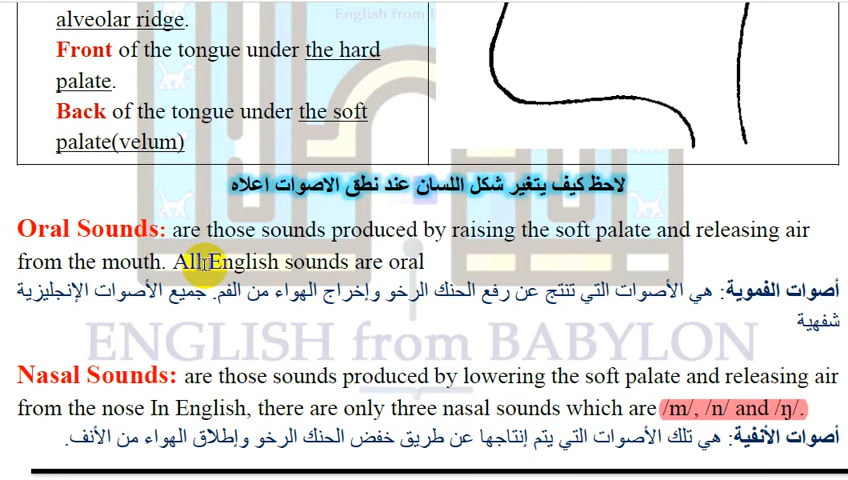 English from B
alveolar ridge.
Front of the tongue under the hard
palate.
Back of the tongue under the soft
palate(velum)
لاحظ كيف يتغير شكل اللسان عند نطق الاصوات اعلاه
Oral Sounds: are those sounds produced by raising the soft palate and releasing air
from the mouth. All English sounds are oral
أصوات الفموية: هي الأصوات التي تنتج عن رفع الحنك الرخو وإخراج الهواء من الفم. جميع الأصوات الإنجليزية
شفهية
ENGLISH from BABYLON
Nasal Sounds: are those sounds produced by lowering the soft palate and releasing air
from the nose In English, there are only three nasal sounds which are /m/, /n/ and /ŋ/.
أصوات الأنفية: هي تلك الأصوات التي يتم إنتاجها عن طريق خفض الحنك الرخو وإطلاق الهواء من الأنف.